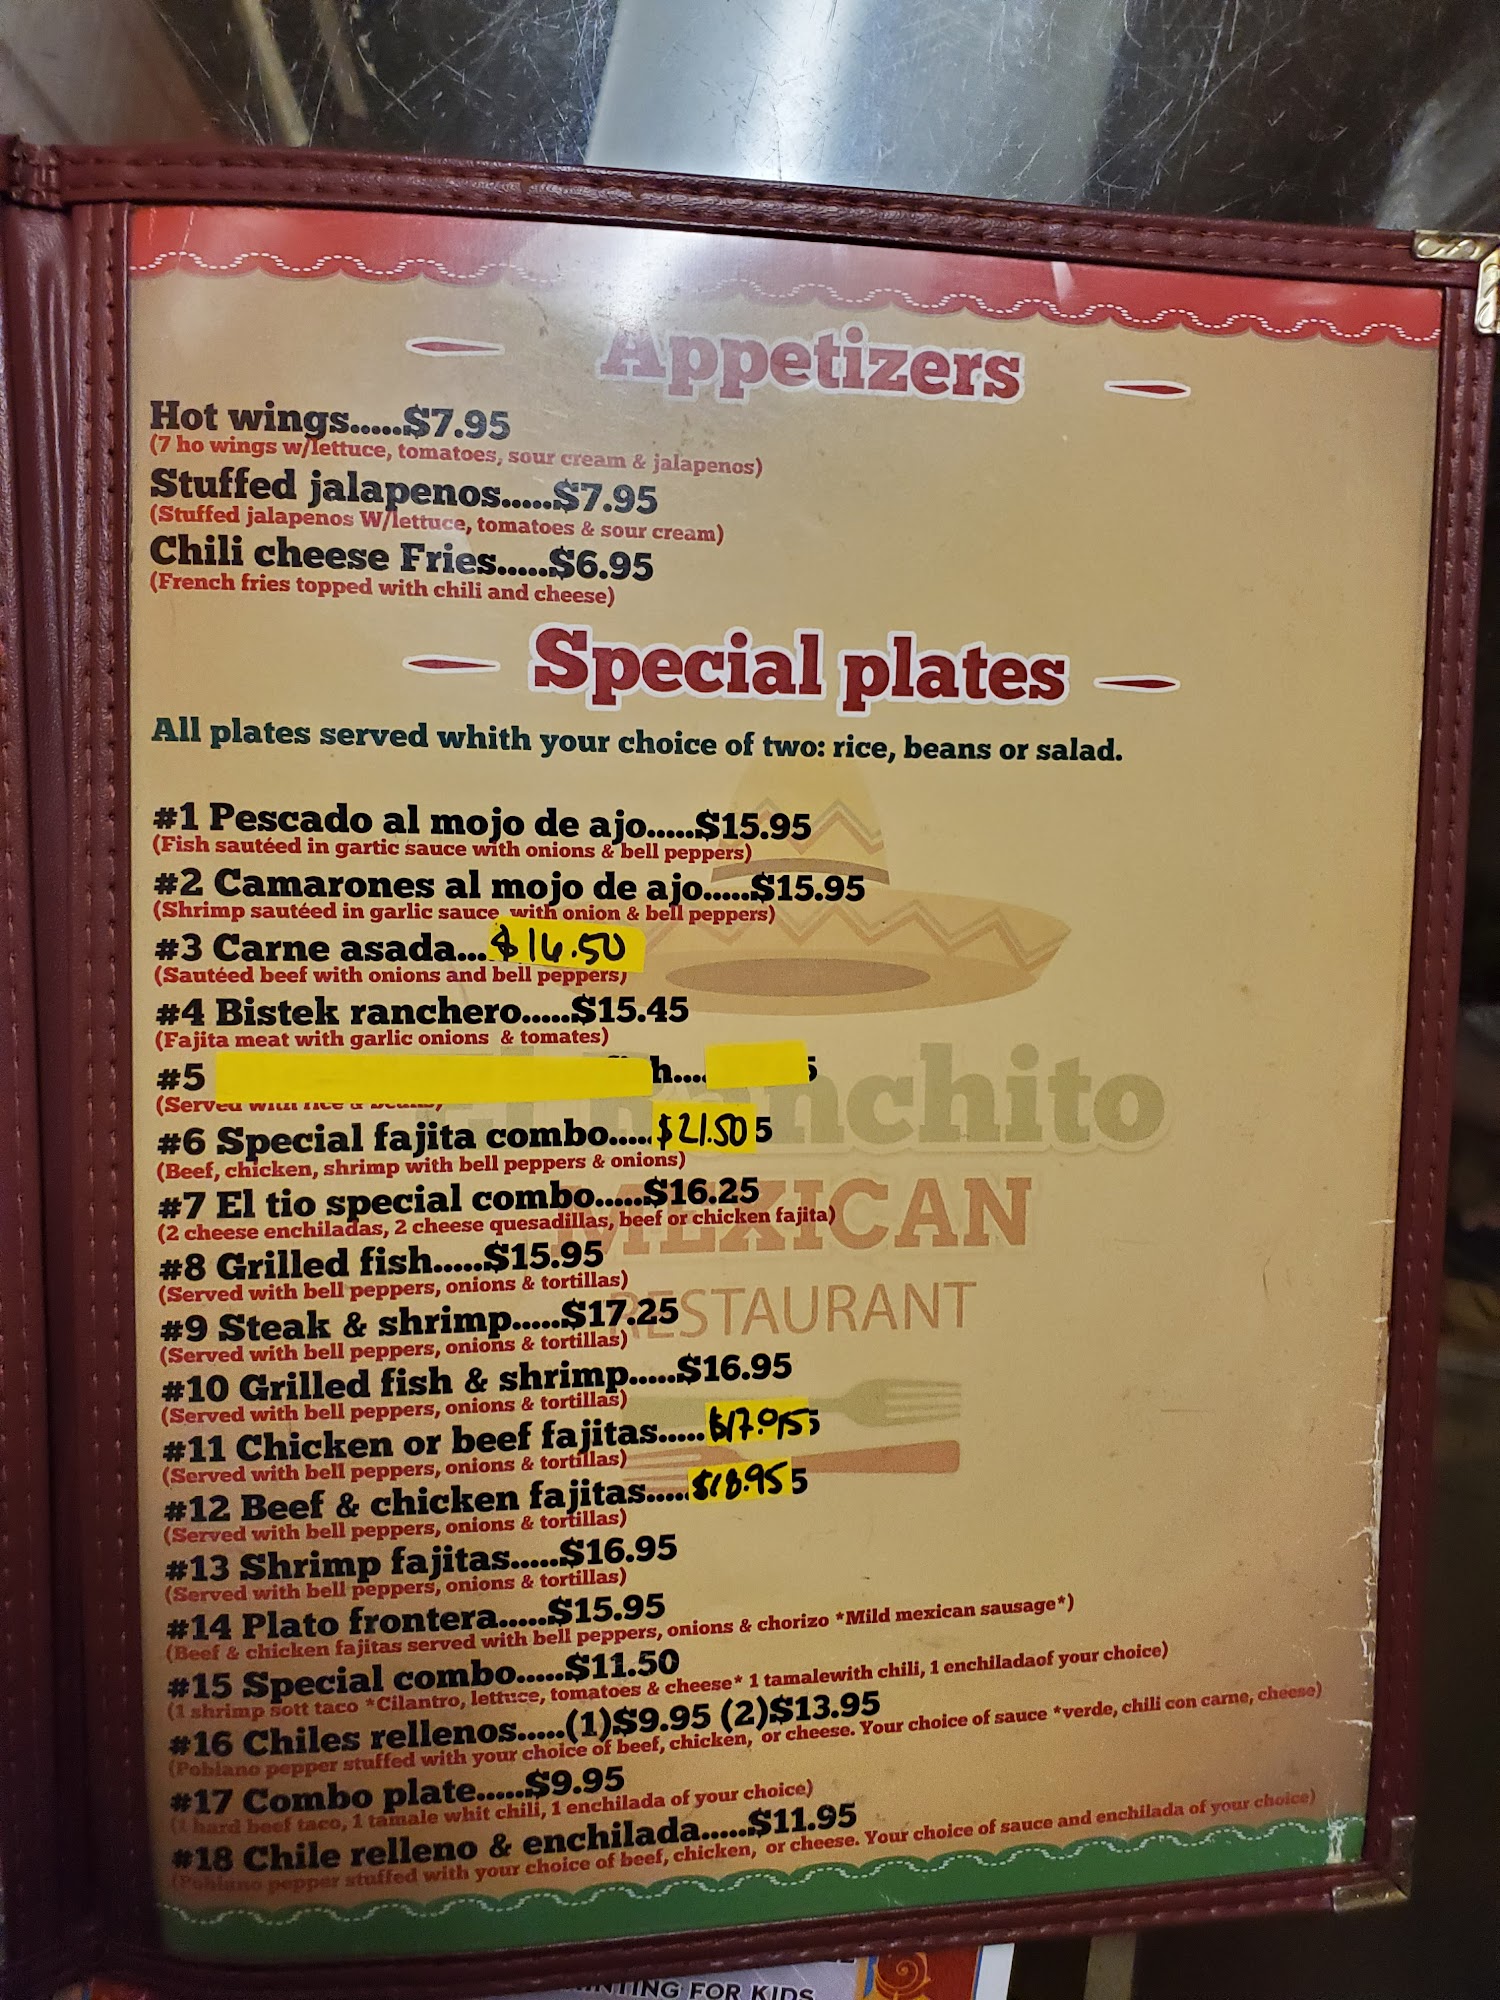 Appetizers
Hot wings.....$7.95
(7 ho wings w/lettuce, tomatoes, sour cream & jalapenos)
Stuffed jalapenos.....$7.95
(Stuffed jalapenos W/lettuce, tomatoes & sour cream)
Chili cheese Fries.....$6.95
(French fries topped with chili and cheese)
Special plates
All plates served whith your choice of two: rice, beans or salad.
#1 Pescado al mojo de ajo.....$15.95
(Fish sautéed in gartic sauce with onions & bell peppers)
#2 Camarones al mojo de ajo.....$15.95
(Shrimp sautéed in garlic sauce with onion & bell peppers)
#3 Carne asada...$16.50
(Sautéed beef with onions and bell peppers)
#4 Bistek ranchero.....$15.45
(Fajita meat with garlic onions & tomates)
#5 h.... 5
(Served with rice & beans)
#6 Special fajita combo.....$21.50 5
(Beef, chicken, shrimp with bell peppers & onions)
#7 El tio special combo.....$16.25
(2 cheese enchiladas, 2 cheese quesadillas, beef or chicken fajita)
#8 Grilled fish.....$15.95
(Served with bell peppers, onions & tortillas)
#9 Steak & shrimp.....$17.25
(Served with bell peppers, onions & tortillas)
#10 Grilled fish & shrimp.....$16.95
(Served with bell peppers, onions & tortillas)
#11 Chicken or beef fajitas.....$17.95 5
(Served with bell peppers, onions & tortillas)
#12 Beef & chicken fajitas.....$18.95 5
(Served with bell peppers, onions & tortillas)
#13 Shrimp fajitas.....$16.95
(Served with bell peppers, onions & tortillas)
#14 Plato frontera.....$15.95
(Beef & chicken fajitas served with bell peppers, onions & chorizo *Mild mexican sausage*)
#15 Special combo.....$11.50
(1 shrimp sott taco *Cilantro, lettuce, tomatoes & cheese* 1 tamalewith chili, 1 enchiladaof your choice)
#16 Chiles rellenos.....(1)$9.95 (2)$13.95
(Poblano pepper stuffed with your choice of beef, chicken, or cheese. Your choice of sauce *verde, chili con carne, cheese)
#17 Combo plate.....$9.95
(1 hard beef taco, 1 tamale whit chili, 1 enchilada of your choice)
#18 Chile relleno & enchilada.....$11.95
(Poblano pepper stuffed with your choice of beef, chicken, or cheese. Your choice of sauce and enchilada of your choice)
El Ranchito
MEXICAN
RESTAURANT
FOR KIDS